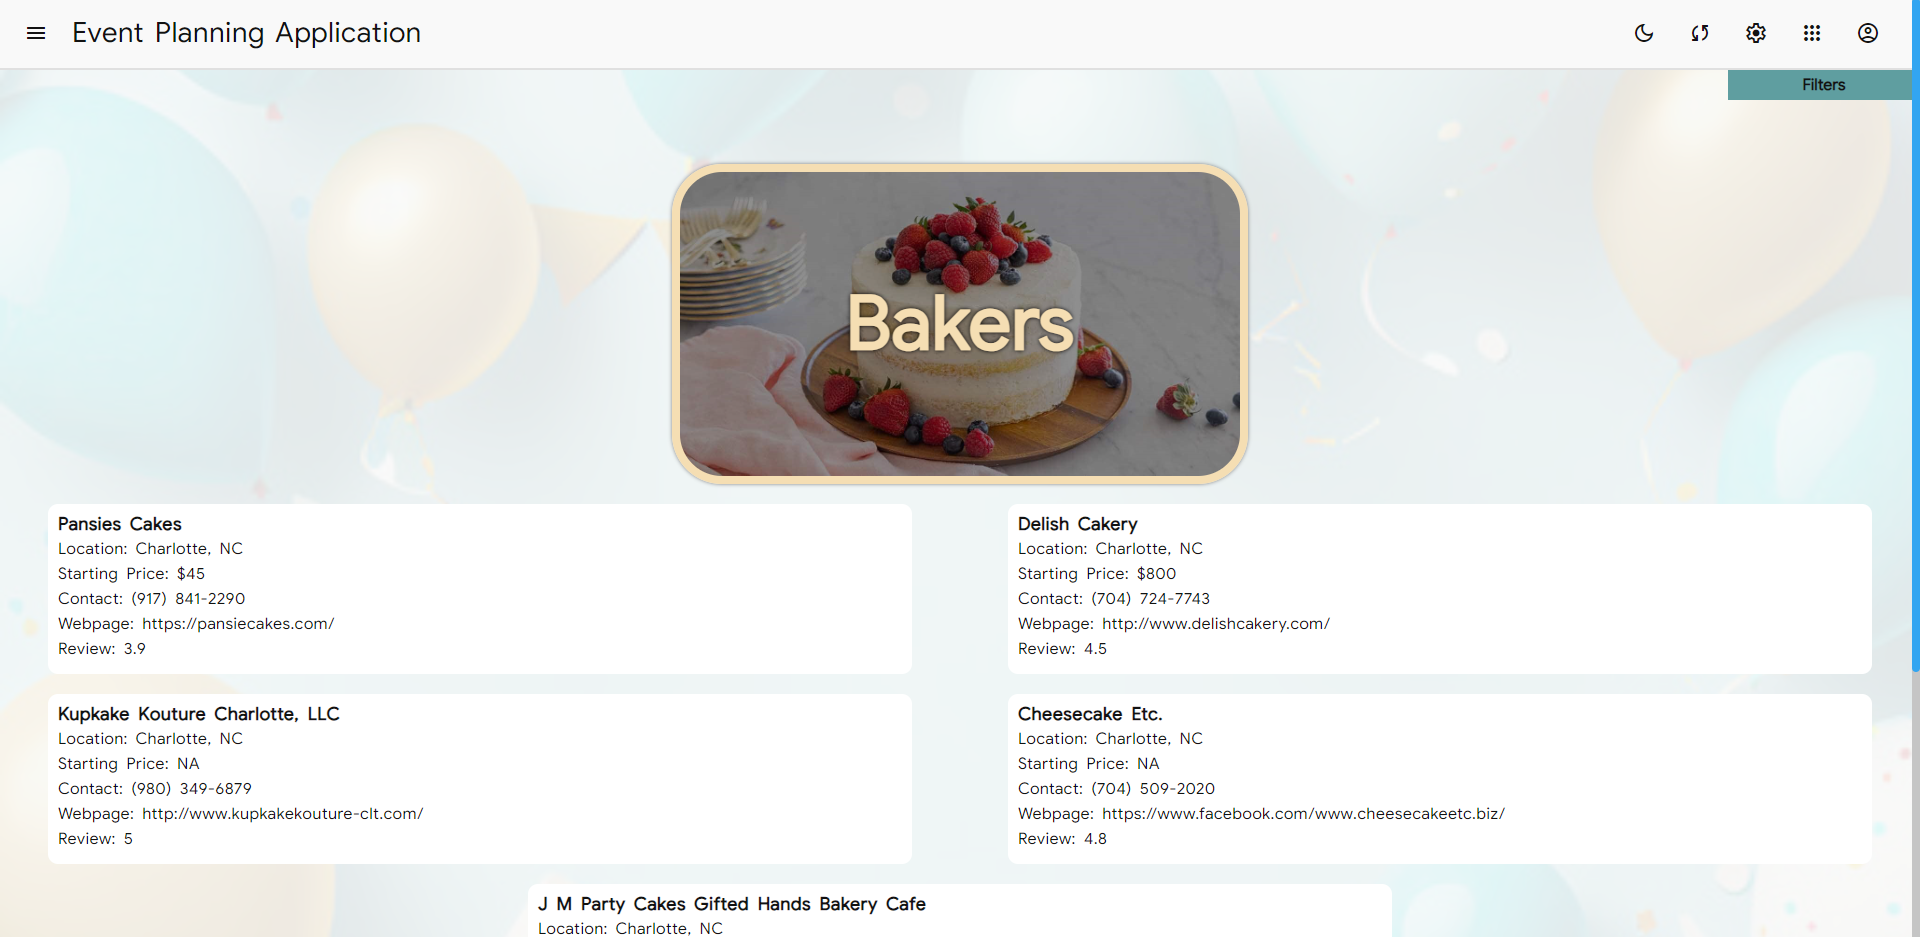 Event Planning Application
Filters
Bakers
Pansies Cakes
Location: Charlotte, NC
Starting Price: $45
Contact: (917) 841-2290
Webpage: https://pansiecakes.com/
Review: 3.9
Delish Cakery
Location: Charlotte, NC
Starting Price: $800
Contact: (704) 724-7743
Webpage: http://www.delishcakery.com/
Review: 4.5
Kupkake Kouture Charlotte, LLC
Location: Charlotte, NC
Starting Price: NA
Contact: (980) 349-6879
Webpage: http://www.kupkakekouture-clt.com/
Review: 5
Cheesecake Etc.
Location: Charlotte, NC
Starting Price: NA
Contact: (704) 509-2020
Webpage: https://www.facebook.com/www.cheesecakeetc.biz/
Review: 4.8
J M Party Cakes Gifted Hands Bakery Cafe
Location: Charlotte, NC